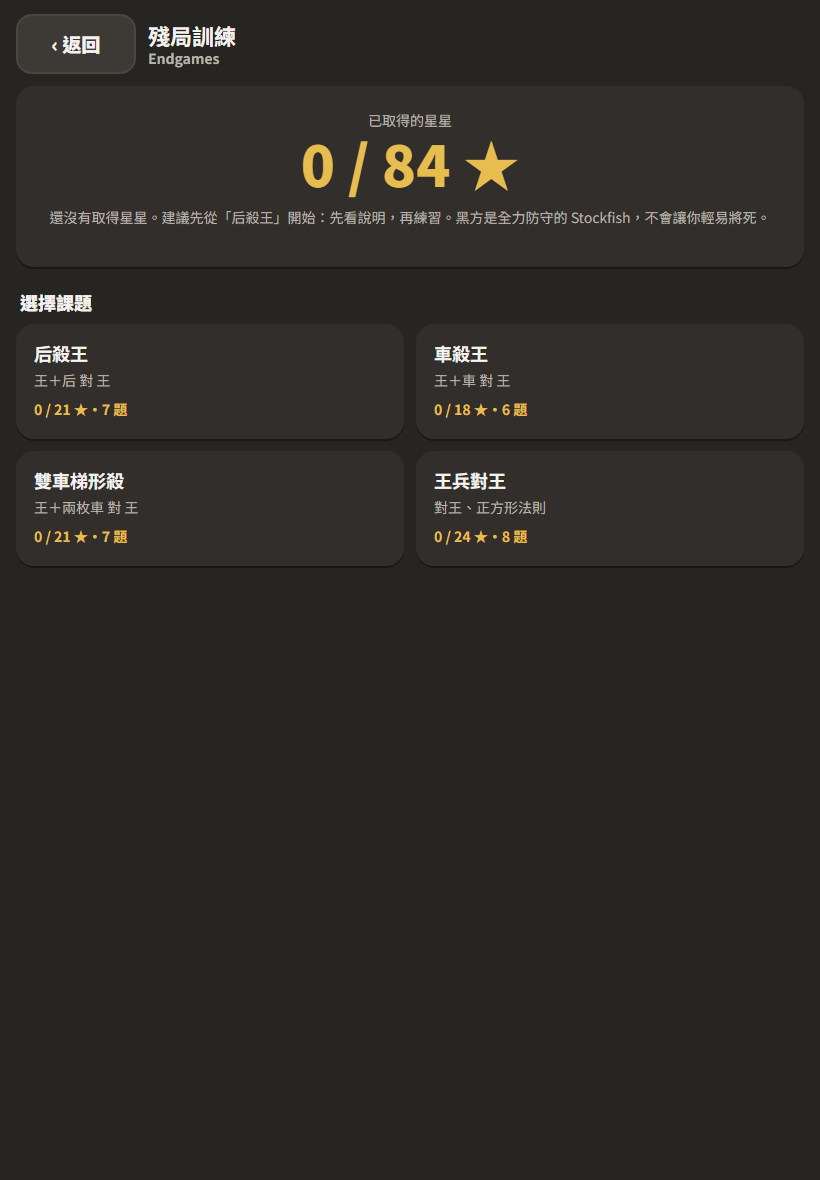 ‹ 返回
殘局訓練
Endgames
已取得的星星
0 / 84 ★
還沒有取得星星。建議先從「后殺王」開始：先看說明，再練習。黑方是全力防守的 Stockfish，不會讓你輕易將死。
選擇課題
后殺王
王＋后 對 王
0 / 21 ★・7 題
車殺王
王＋車 對 王
0 / 18 ★・6 題
雙車梯形殺
王＋兩枚車 對 王
0 / 21 ★・7 題
王兵對王
對王、正方形法則
0 / 24 ★・8 題